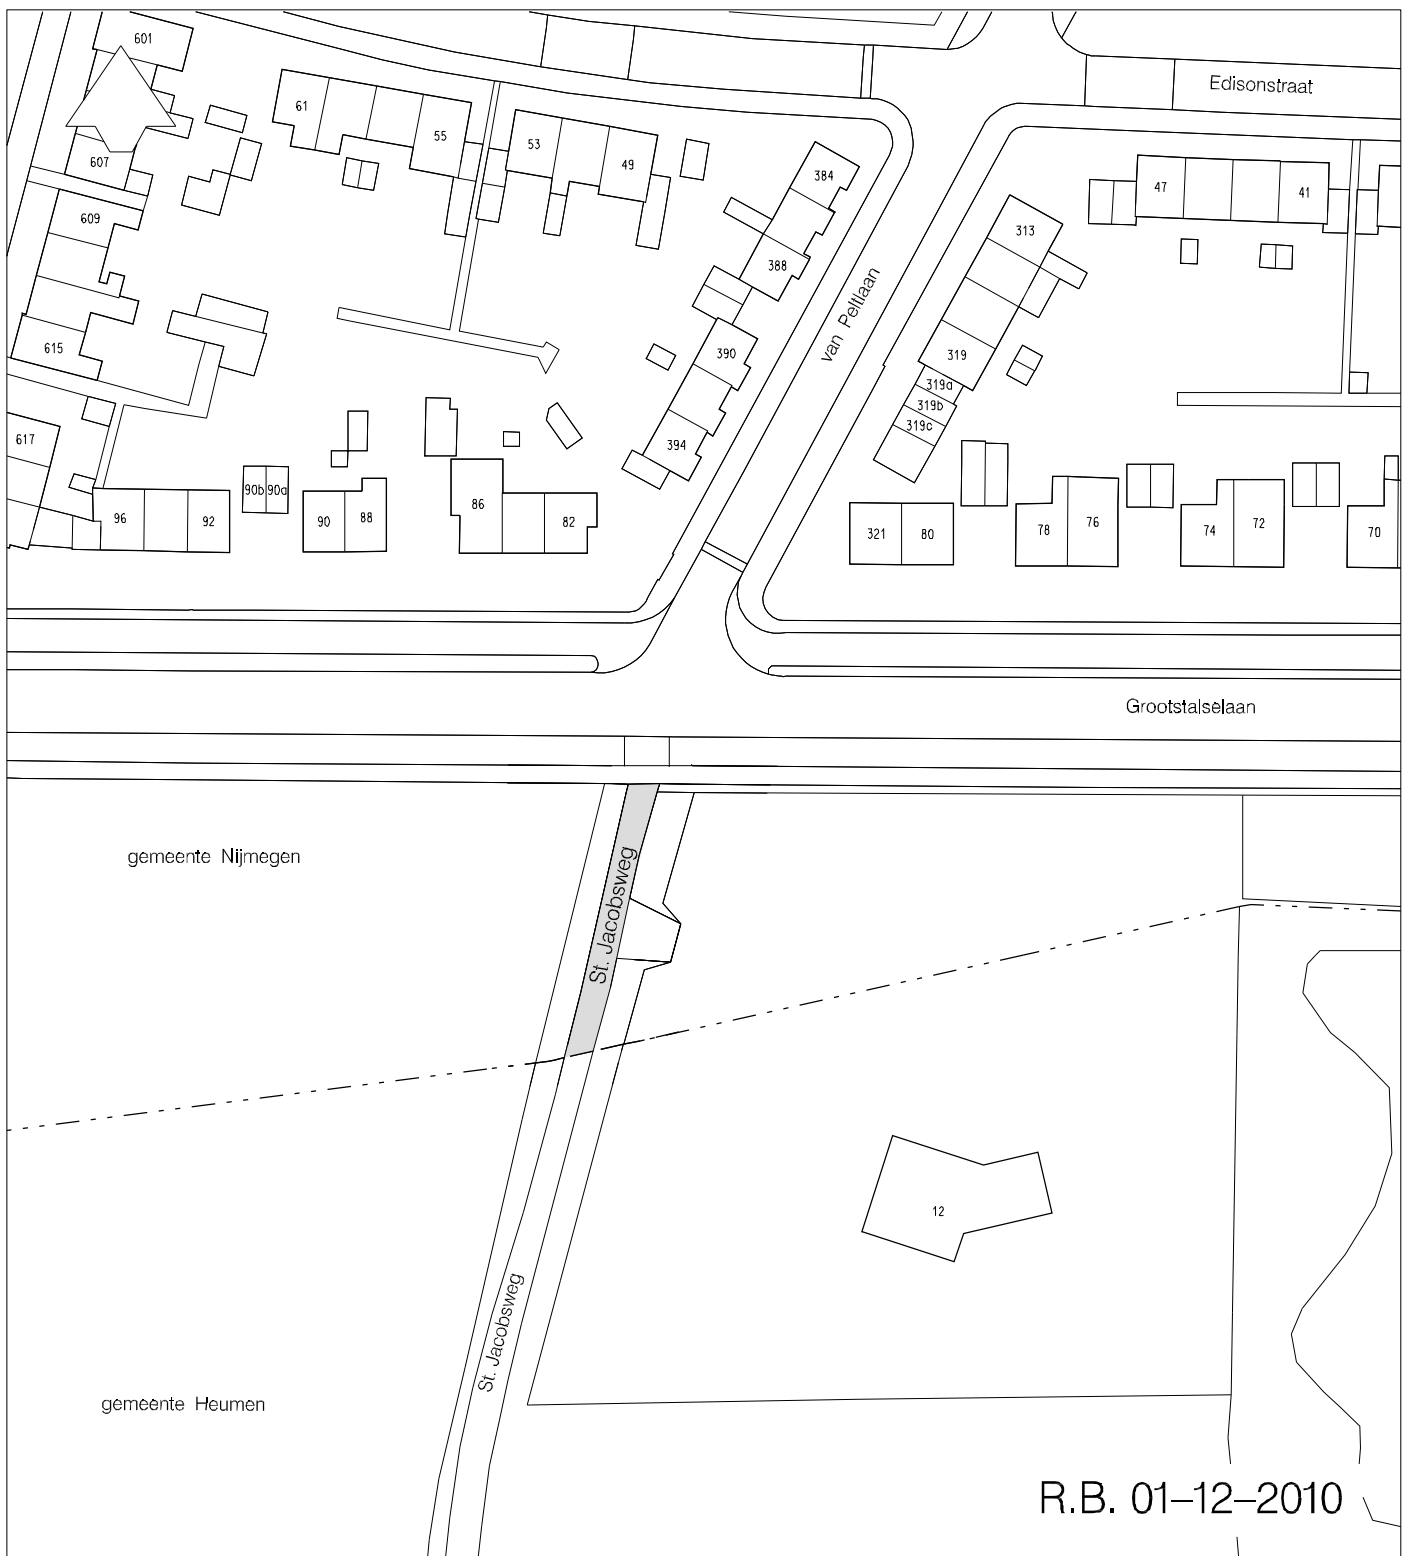 601
Edisonstraat
61
55
53
49
384
47
41
607
609
313
388
van Peltlaan
615
390
319
319a
319b
319c
617
394
90b
90a
96
92
90
88
86
82
321
80
78
76
74
72
70
Grootstalselaan
gemeente Nijmegen
St. Jacobsweg
12
St. Jacobsweg
gemeente Heumen
R.B. 01-12-2010